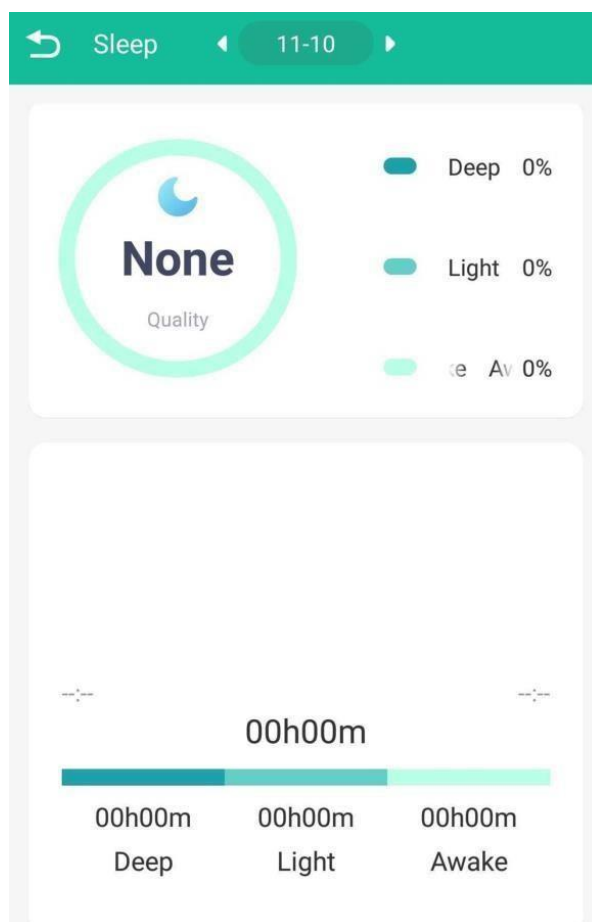 Sleep 11-10
Deep 0%
None
Light 0%
Quality
0%
--:-- --:--
00h00m
00h00m 00h00m 00h00m
Deep Light Awake